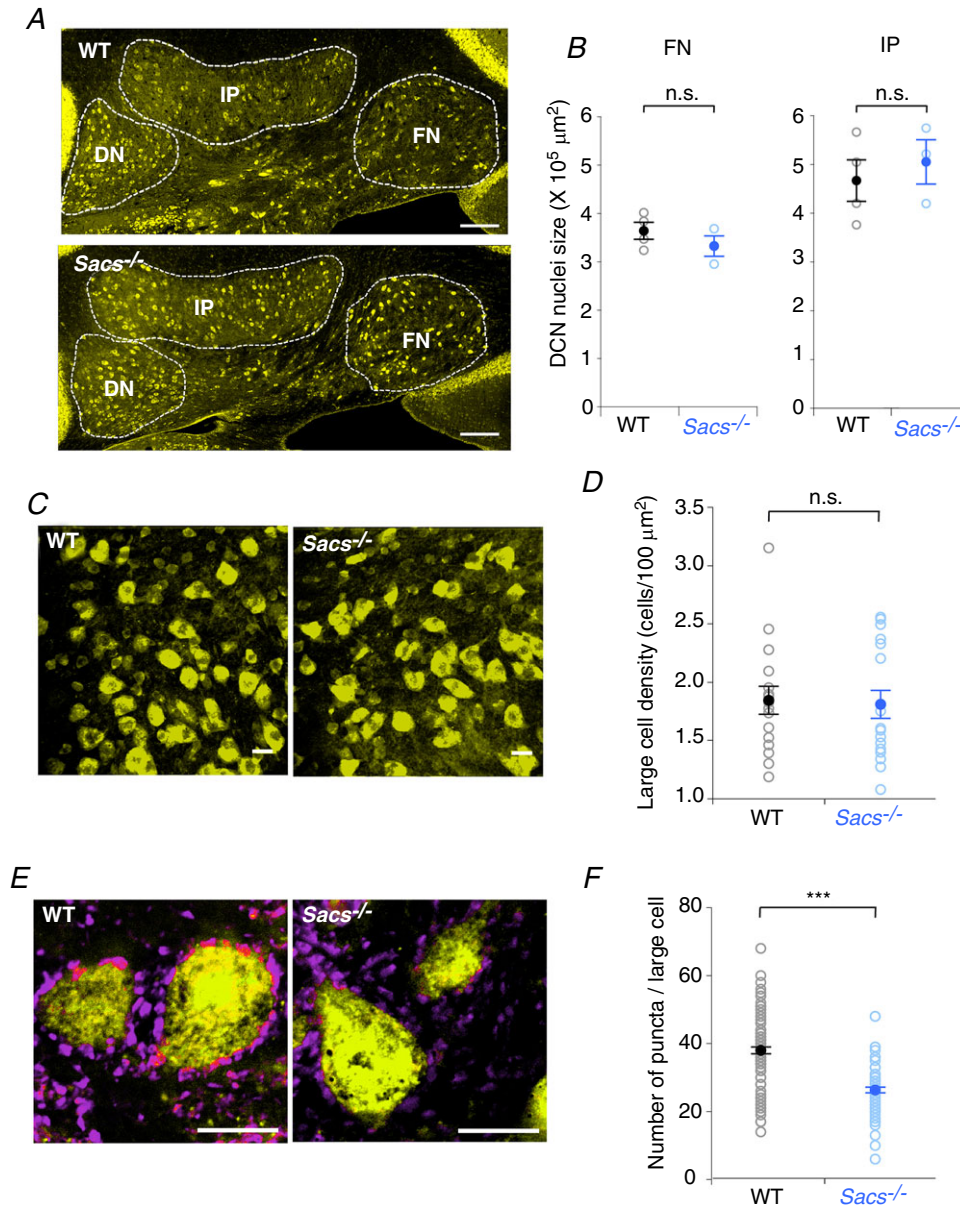 A
WT
IP
DN
FN
Sacs-/-
IP
FN
DN
B
FN
IP
n.s.
n.s.
DCN nuclei size (X 10⁵ μm²)
6
5
4
3
2
1
0
WT
Sacs-/-
6
5
4
3
2
1
0
WT
Sacs-/-
C
WT
Sacs-/-
D
n.s.
Large cell density (cells/100 μm²)
3.5
3.0
2.5
2.0
1.5
1.0
WT
Sacs-/-
E
WT
Sacs-/-
F
***
Number of puncta / large cell
80
60
40
20
0
WT
Sacs-/-